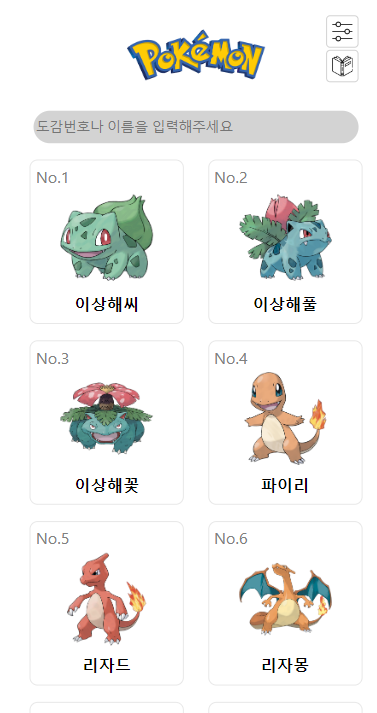 POKéMON
도감번호나 이름을 입력해주세요
No.1
No.2
이상해씨
이상해풀
No.3
No.4
이상해꽃
파이리
No.5
No.6
리자드
리자몽